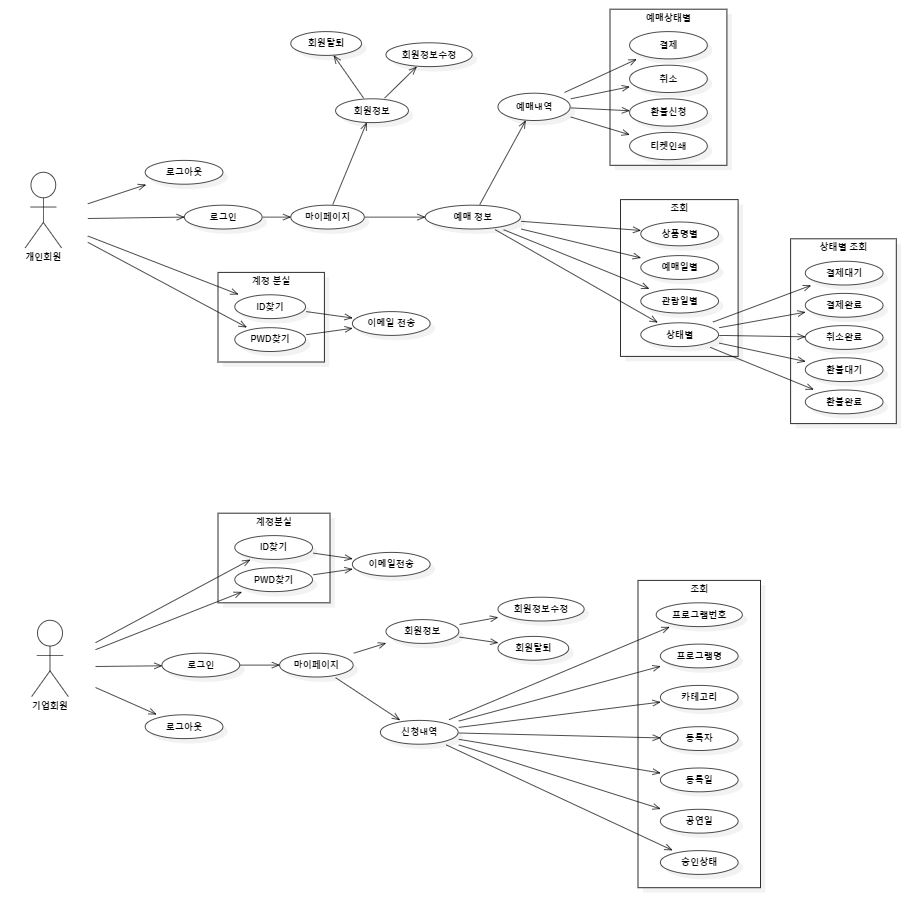 예매상태별
결제
취소
환불신청
티켓인쇄
회원탈퇴
회원정보수정
회원정보
예매내역
로그아웃
개인회원
로그인
마이페이지
예매 정보
조회
상품명별
예매일별
관람일별
상태별
상태별 조회
결제대기
결제완료
취소완료
환불대기
환불완료
계정 분실
ID찾기
PWD찾기
이메일 전송
계정분실
ID찾기
PWD찾기
이메일전송
기업회원
로그인
마이페이지
로그아웃
회원정보
회원정보수정
회원탈퇴
신청내역
조회
프로그램번호
프로그램명
카테고리
등록자
등록일
공연일
승인상태